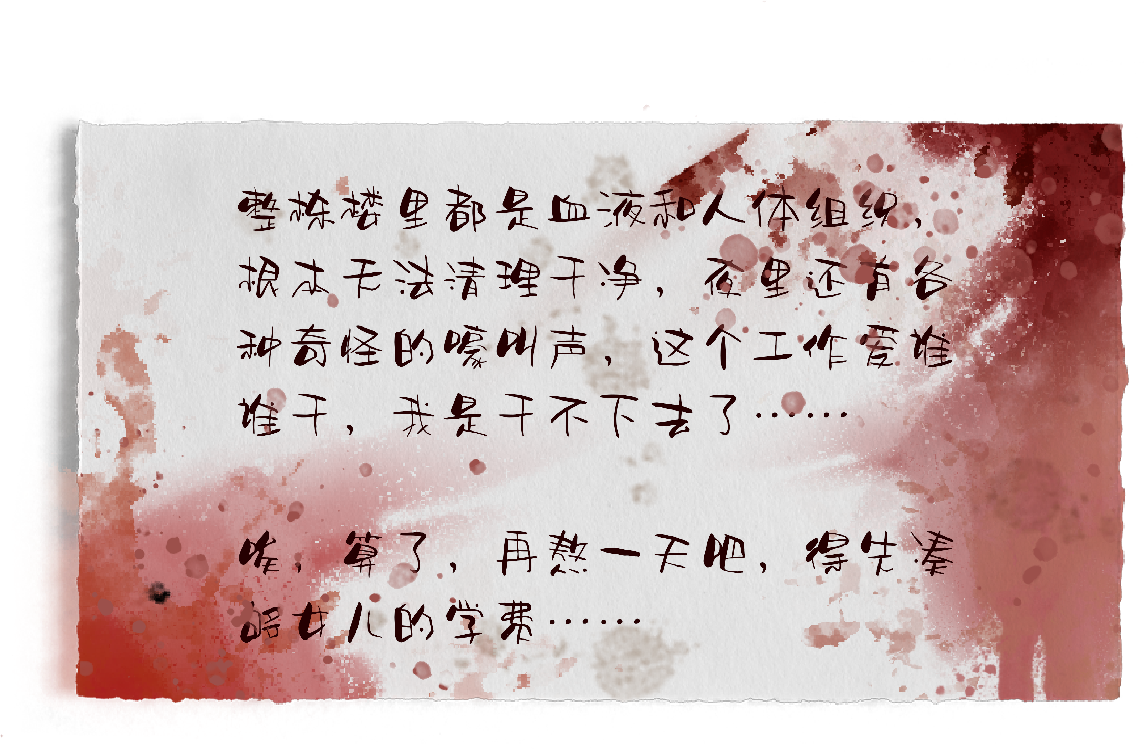 整栋楼里都是血液和人体组织，
根本无法清理干净，夜里还有各
种奇怪的嚎叫声，这个工作爱谁
谁干，我是干不下去了……
唉，算了，再熬一天吧，得先凑
齐女儿的学费……